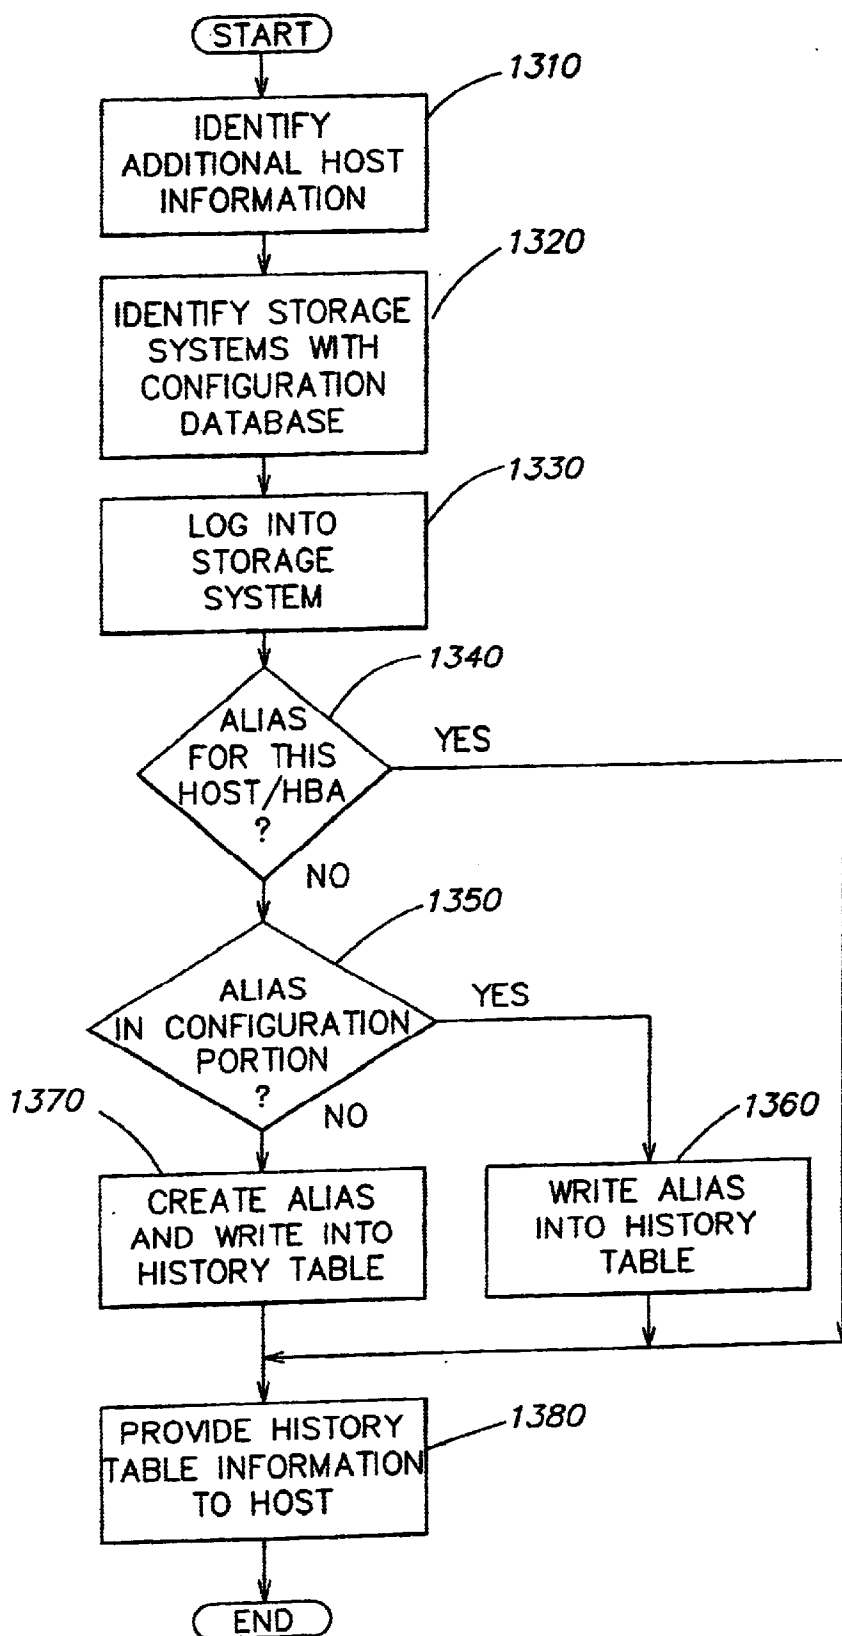 START
1310
IDENTIFY
ADDITIONAL HOST
INFORMATION
1320
IDENTIFY STORAGE
SYSTEMS WITH
CONFIGURATION
DATABASE
1330
LOG INTO
STORAGE
SYSTEM
1340
ALIAS
FOR THIS
HOST/HBA
?
YES
NO
1350
ALIAS
IN CONFIGURATION
PORTION
?
YES
NO
1370
CREATE ALIAS
AND WRITE INTO
HISTORY TABLE
1360
WRITE ALIAS
INTO HISTORY
TABLE
1380
PROVIDE HISTORY
TABLE INFORMATION
TO HOST
END